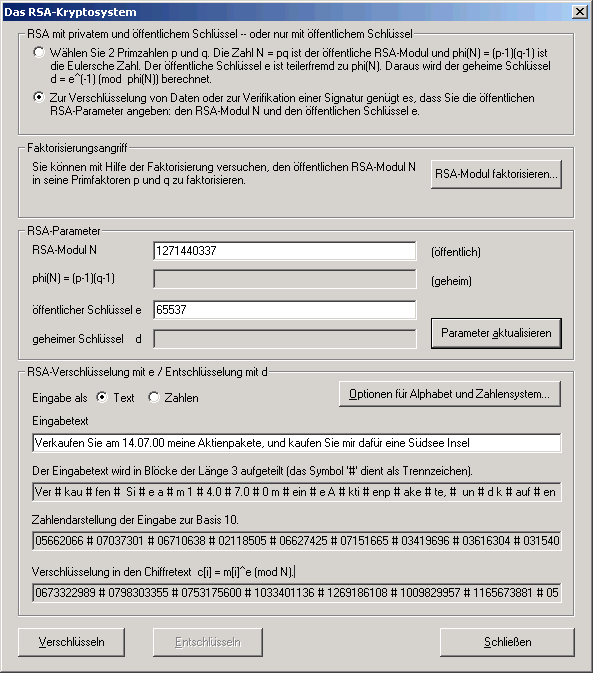 Das RSA-Kryptosystem
RSA mit privatem und öffentlichem Schlüssel -- oder nur mit öffentlichem Schlüssel
Wählen Sie 2 Primzahlen p und q. Die Zahl N = pq ist der öffentliche RSA-Modul und phi(N) = (p-1)(q-1) ist
die Eulersche Zahl. Der öffentliche Schlüssel e ist teilerfremd zu phi(N). Daraus wird der geheime Schlüssel
d = e^(-1) (mod phi(N)) berechnet.
Zur Verschlüsselung von Daten oder zur Verifikation einer Signatur genügt es, dass Sie die öffentlichen
RSA-Parameter angeben: den RSA-Modul N und den öffentlichen Schlüssel e.
Faktorisierungsangriff
Sie können mit Hilfe der Faktorisierung versuchen, den öffentlichen RSA-Modul N
in seine Primfaktoren p und q zu faktorisieren.
RSA-Modul faktorisieren...
RSA-Parameter
RSA-Modul N 1271440337 (öffentlich)
phi(N) = (p-1)(q-1) (geheim)
öffentlicher Schlüssel e 65537
geheimer Schlüssel d Parameter aktualisieren
RSA-Verschlüsselung mit e / Entschlüsselung mit d
Eingabe als Text Zahlen Optionen für Alphabet und Zahlensystem...
Eingabetext
Verkaufen Sie am 14.07.00 meine Aktienpakete, und kaufen Sie mir dafür eine Südsee Insel
Der Eingabetext wird in Blöcke der Länge 3 aufgeteilt (das Symbol '#' dient als Trennzeichen).
Ver # kau # fen # Si # e a # m 1 # 4.0 # 7.0 # 0 m # ein # e A # kti # enp # ake # te, # un # d k # auf # en
Zahlendarstellung der Eingabe zur Basis 10.
05662066 # 07037301 # 06710638 # 02118505 # 06627425 # 07151665 # 03419696 # 03616304 # 031540
Verschlüsselung in den Chiffretext c[i] = m[i]^e (mod N).
0673322989 # 0798303355 # 0753175600 # 1033401136 # 1269186108 # 1009829957 # 1165673881 # 05
Verschlüsseln Entschlüsseln Schließen